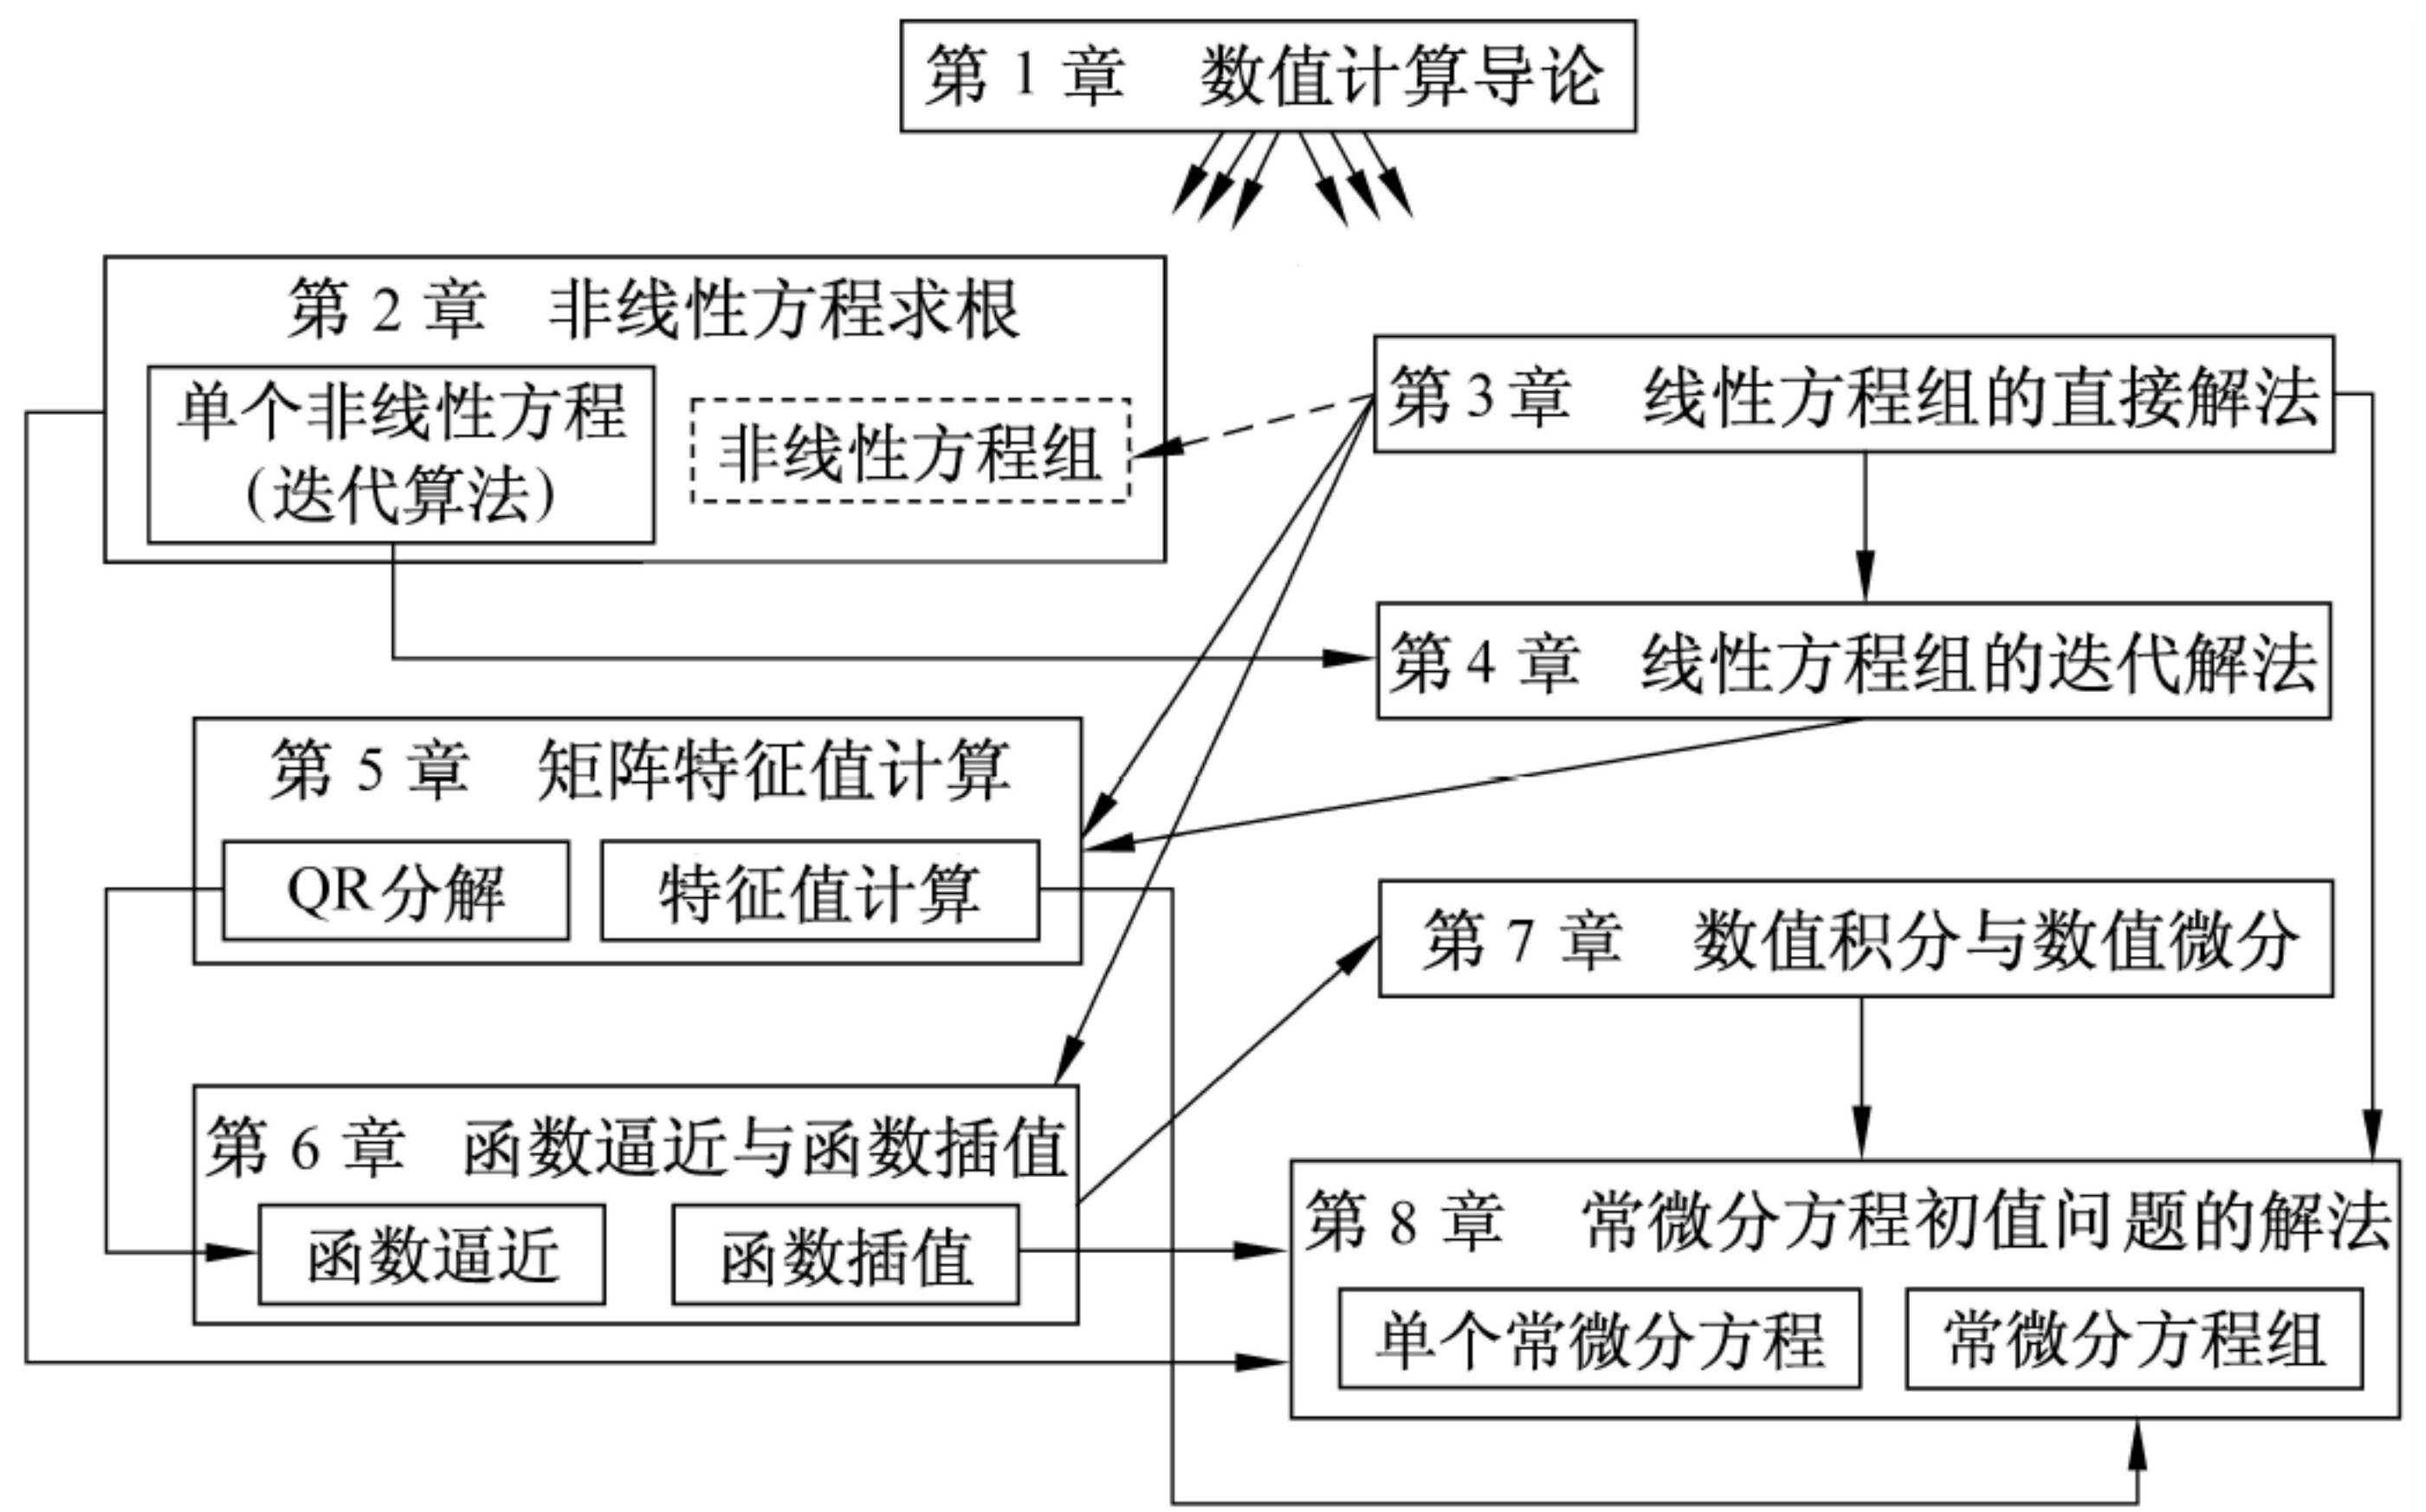 第 1 章 数值计算导论
第 2 章 非线性方程求根
单个非线性方程
(迭代算法)
非线性方程组
第 3 章 线性方程组的直接解法
第 4 章 线性方程组的迭代解法
第 5 章 矩阵特征值计算
QR分解
特征值计算
第 7 章 数值积分与数值微分
第 6 章 函数逼近与函数插值
函数逼近
函数插值
第 8 章 常微分方程初值问题的解法
单个常微分方程
常微分方程组